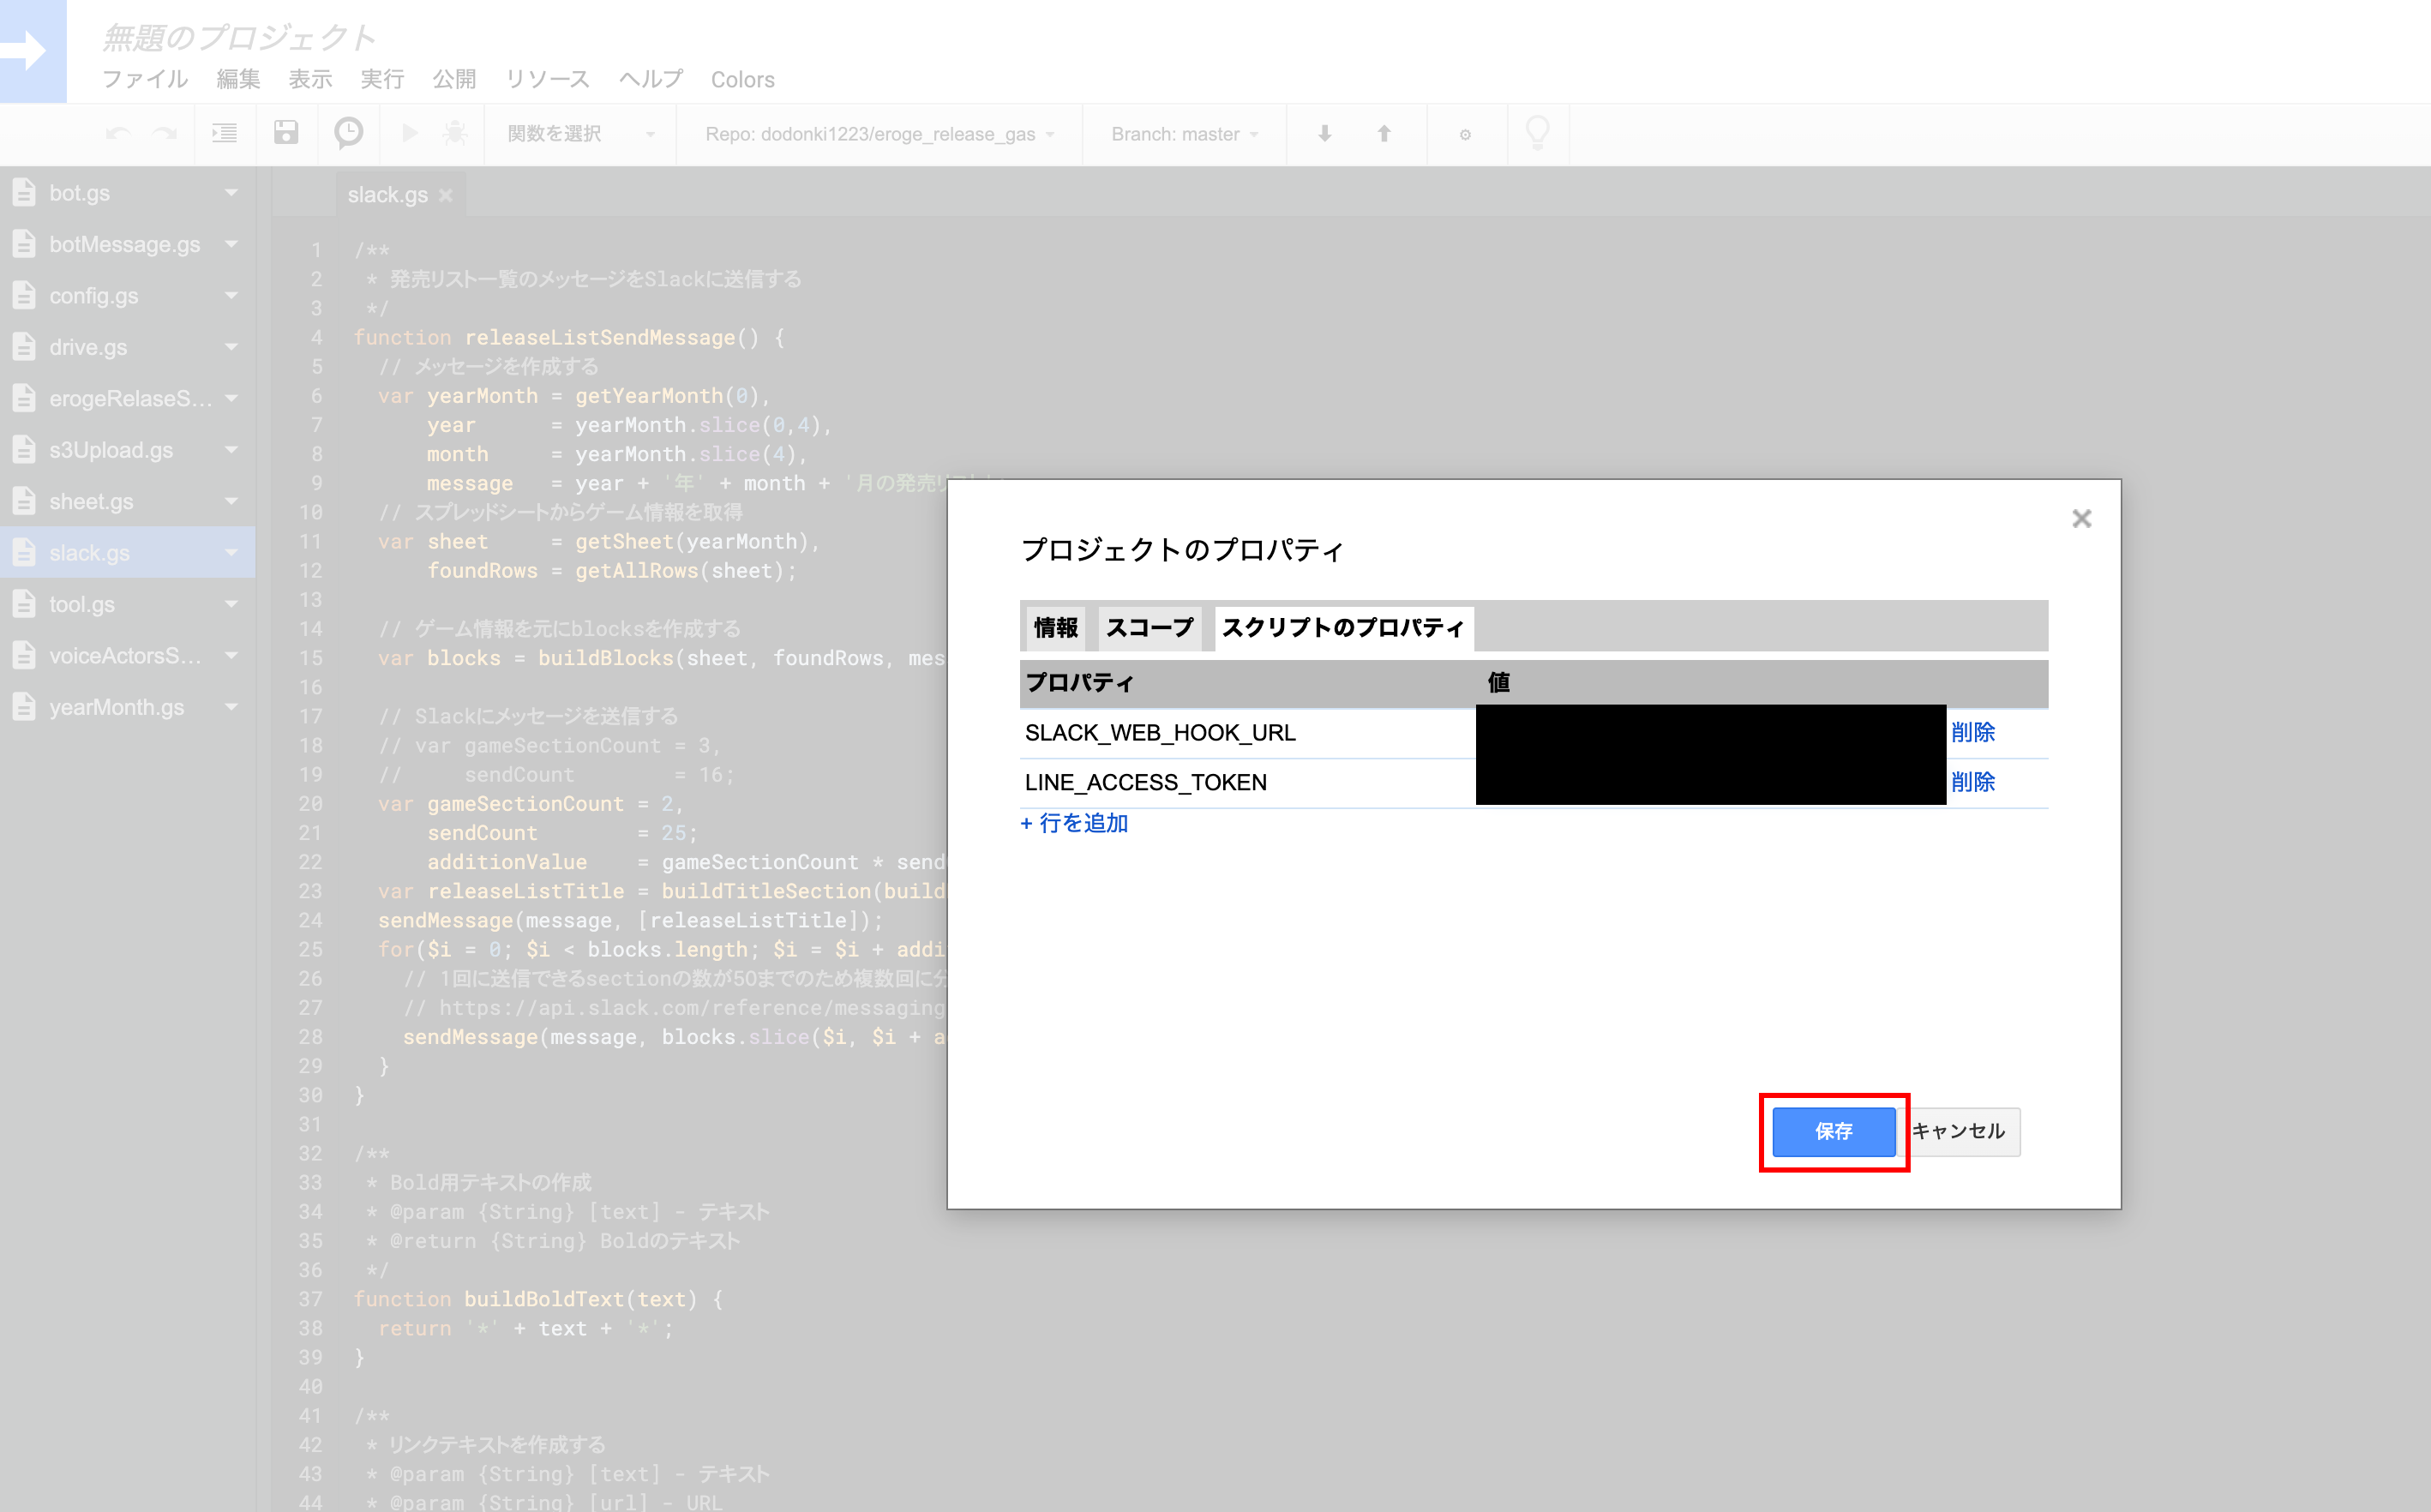 無題のプロジェクト
ファイル 編集 表示 実行 公開 リソース ヘルプ Colors
関数を選択 Repo: dodonki1223/eroge_release_gas Branch: master
bot.gs
botMessage.gs
config.gs
drive.gs
erogeRelaseS...
s3Upload.gs
sheet.gs
slack.gs
tool.gs
voiceActorsS...
yearMonth.gs
slack.gs
1 /**
2  * 発売リスト一覧のメッセージをSlackに送信する
3  */
4 function releaseListSendMessage() {
5   // メッセージを作成する
6   var yearMonth = getYearMonth(0),
7       year      = yearMonth.slice(0,4),
8       month     = yearMonth.slice(4),
9       message   = year + '年' + month + '月の発売リスト';
10   // スプレッドシートからゲーム情報を取得
11   var sheet     = getSheet(yearMonth),
12       foundRows = getAllRows(sheet);
13
14   // ゲーム情報を元にblocksを作成する
15   var blocks = buildBlocks(sheet, foundRows, mes
16
17   // Slackにメッセージを送信する
18   // var gameSectionCount = 3,
19   //     sendCount        = 16;
20   var gameSectionCount = 2,
21       sendCount        = 25;
22       additionValue    = gameSectionCount * send
23   var releaseListTitle = buildTitleSection(build
24   sendMessage(message, [releaseListTitle]);
25   for($i = 0; $i < blocks.length; $i = $i + addi
26     // 1回に送信できるsectionの数が50までのため複数回に分
27     // https://api.slack.com/reference/messaging
28     sendMessage(message, blocks.slice($i, $i + a
29   }
30 }
31
32 /**
33  * Bold用テキストの作成
34  * @param {String} [text] - テキスト
35  * @return {String} Boldのテキスト
36  */
37 function buildBoldText(text) {
38   return '*' + text + '*';
39 }
40
41 /**
42  * リンクテキストを作成する
43  * @param {String} [text] - テキスト
44  * @param {String} [url] - URL
プロジェクトのプロパティ
情報 スコープ スクリプトのプロパティ
プロパティ 値
SLACK_WEB_HOOK_URL 削除
LINE_ACCESS_TOKEN 削除
+ 行を追加
保存 キャンセル